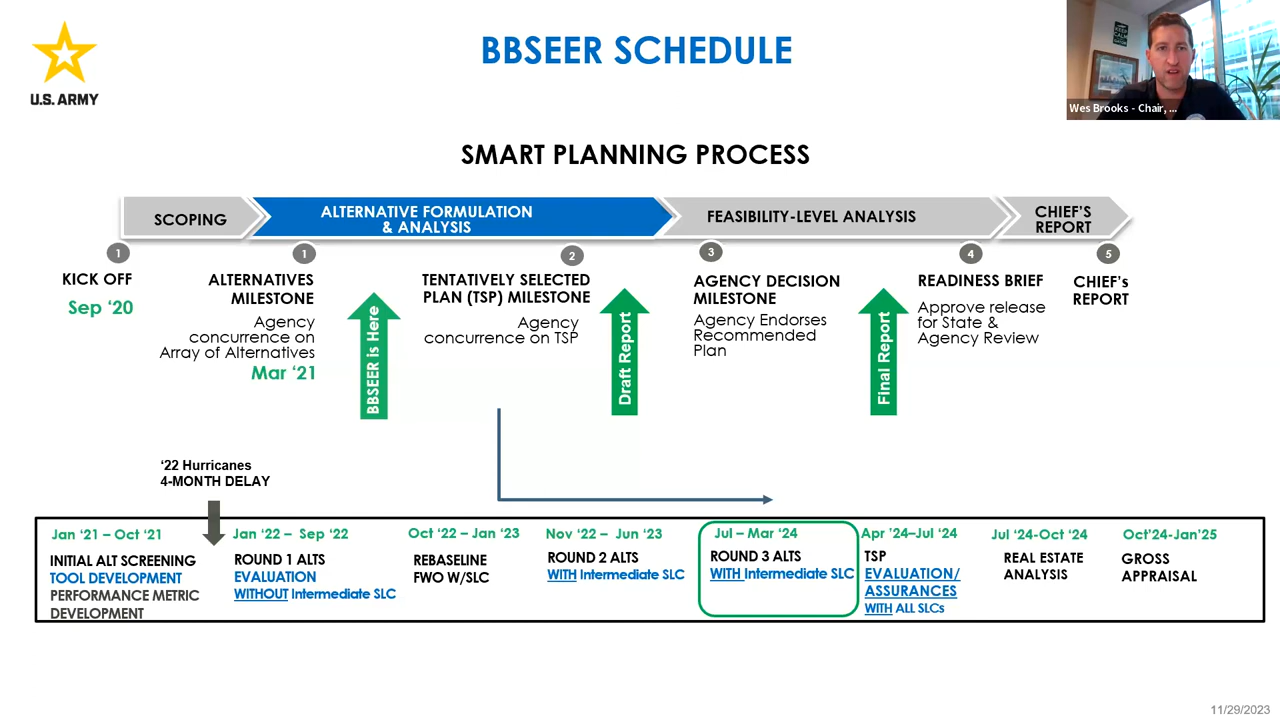 BBSEER SCHEDULE
U.S. ARMY
Wes Brooks - Chair, ...
KEEP
CALM
SMART PLANNING PROCESS
SCOPING
ALTERNATIVE FORMULATION
& ANALYSIS
FEASIBILITY-LEVEL ANALYSIS
CHIEF'S
REPORT
1
1
2
3
4
5
KICK OFF
Sep '20
ALTERNATIVES
MILESTONE
Agency
concurrence on
Array of Alternatives
Mar '21
BBSEER is Here
TENTATIVELY SELECTED
PLAN (TSP) MILESTONE
Agency
concurrence on TSP
Draft Report
AGENCY DECISION
MILESTONE
Agency Endorses
Recommended
Plan
Final Report
READINESS BRIEF
Approve release
for State &
Agency Review
CHIEF's
REPORT
'22 Hurricanes
4-MONTH DELAY
Jan '21 – Oct '21
INITIAL ALT SCREENING
TOOL DEVELOPMENT
PERFORMANCE METRIC
DEVELOPMENT
Jan '22 – Sep '22
ROUND 1 ALTS
EVALUATION
WITHOUT Intermediate SLC
Oct '22 – Jan '23
REBASELINE
FWO W/SLC
Nov '22 – Jun '23
ROUND 2 ALTS
WITH Intermediate SLC
Jul – Mar '24
ROUND 3 ALTS
WITH Intermediate SLC
Apr '24–Jul '24
TSP
EVALUATION/
ASSURANCES
WITH ALL SLCs
Jul '24-Oct '24
REAL ESTATE
ANALYSIS
Oct'24-Jan'25
GROSS
APPRAISAL
11/29/2023